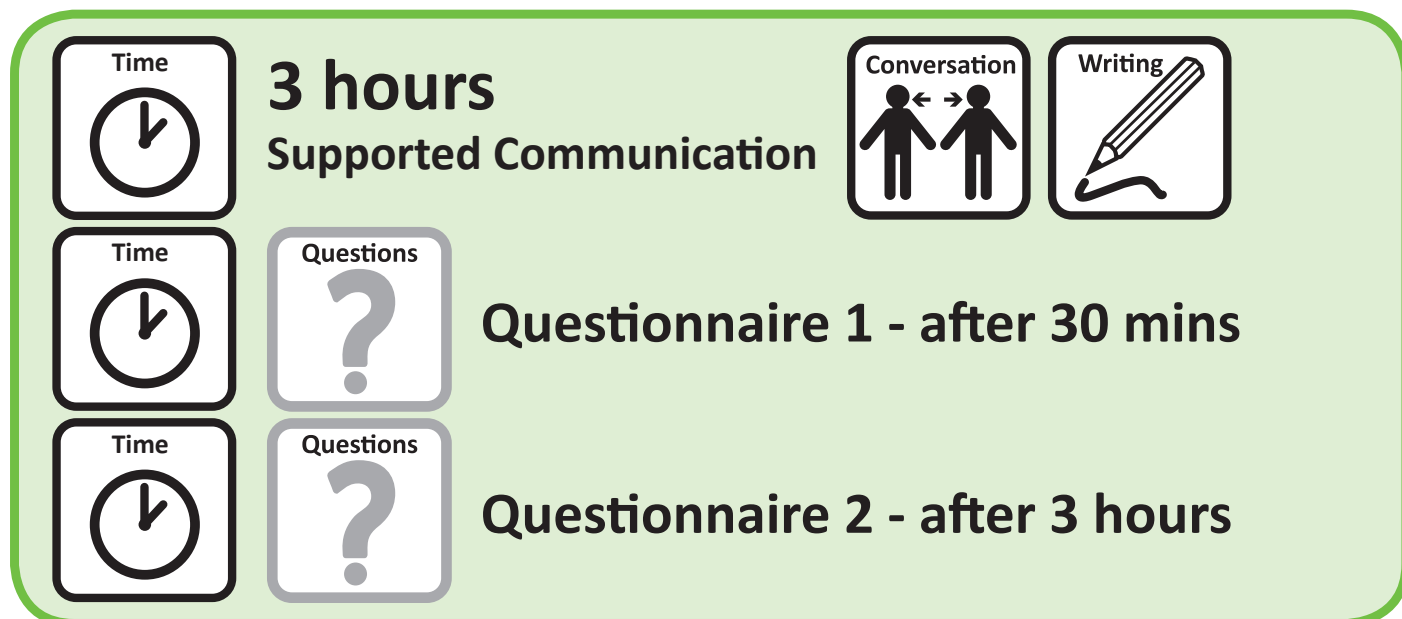 Time
3 hours
Supported Communication
Conversation
Writing
Time
Questions
Questionnaire 1 - after 30 mins
Time
Questions
Questionnaire 2 - after 3 hours